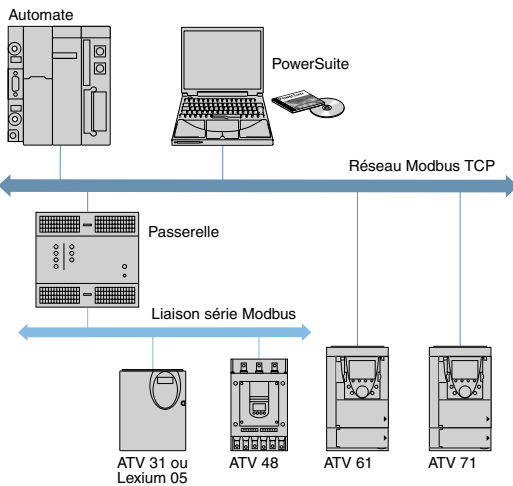 Automate
PowerSuite
Réseau Modbus TCP
Passerelle
Liaison série Modbus
ATV 31 ou
Lexium 05
ATV 48
ATV 61
ATV 71